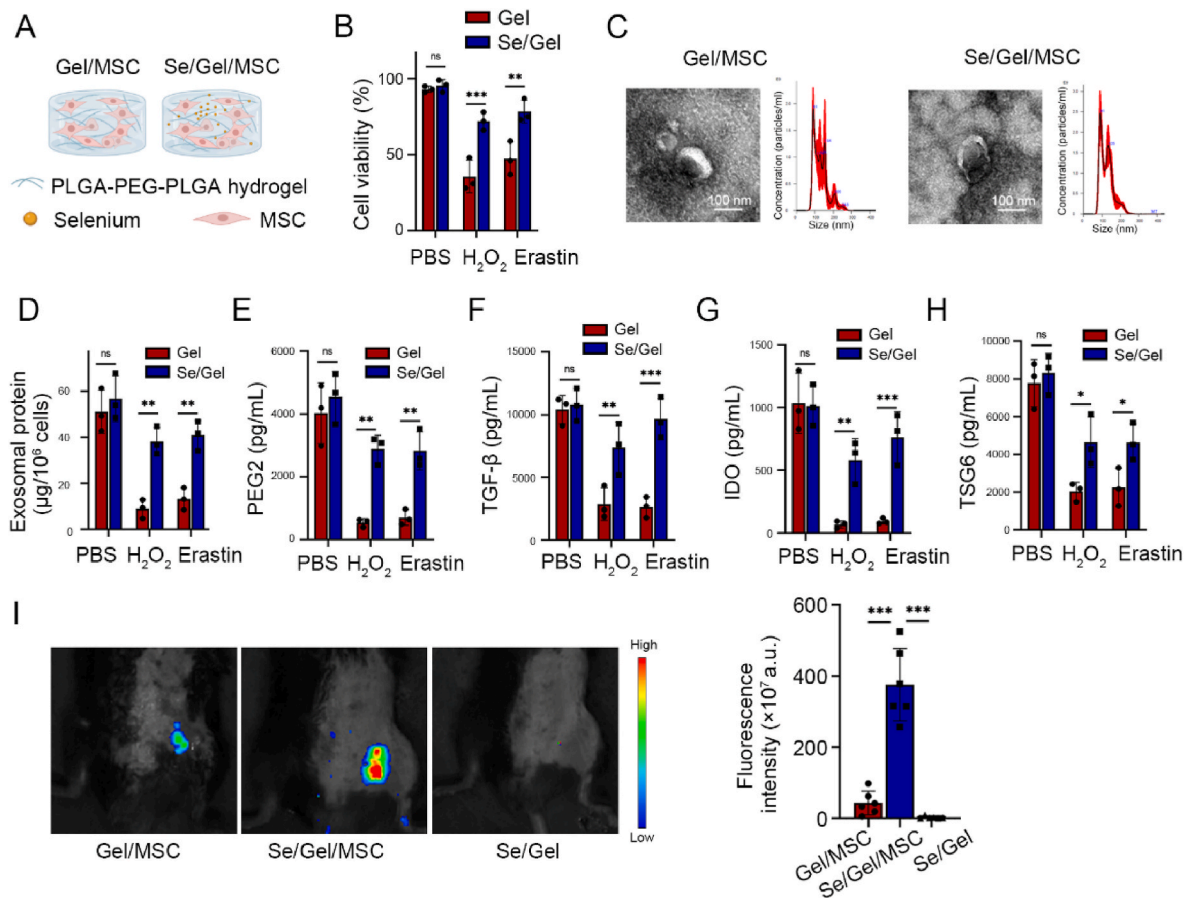 A
Gel/MSC
Se/Gel/MSC
PLGA-PEG-PLGA hydrogel
Selenium
MSC
B
Gel
Se/Gel
Cell viability (%)
100
50
0
ns
***
**
PBS
H₂O₂
Erastin
C
Gel/MSC
Se/Gel/MSC
100 nm
Concentration (particles/ml)
Size (nm)
100 nm
Concentration (particles/ml)
Size (nm)
D
Gel
Se/Gel
Exosomal protein
(μg/10⁶ cells)
60
40
20
0
ns
**
**
PBS
H₂O₂
Erastin
E
Gel
Se/Gel
PEG2 (pg/mL)
6000
4000
2000
0
ns
**
**
PBS
H₂O₂
Erastin
F
Gel
Se/Gel
TGF-β (pg/mL)
15000
10000
5000
0
ns
**
***
PBS
H₂O₂
Erastin
G
Gel
Se/Gel
IDO (pg/mL)
1000
500
0
ns
**
***
PBS
H₂O₂
Erastin
H
Gel
Se/Gel
TSG6 (pg/mL)
10000
8000
6000
4000
2000
0
ns
*
*
PBS
H₂O₂
Erastin
I
High
Low
Gel/MSC
Se/Gel/MSC
Se/Gel
Fluorescence
intensity (×10⁷ a.u.)
600
400
200
0
***
***
Gel/MSC
Se/Gel/MSC
Se/Gel